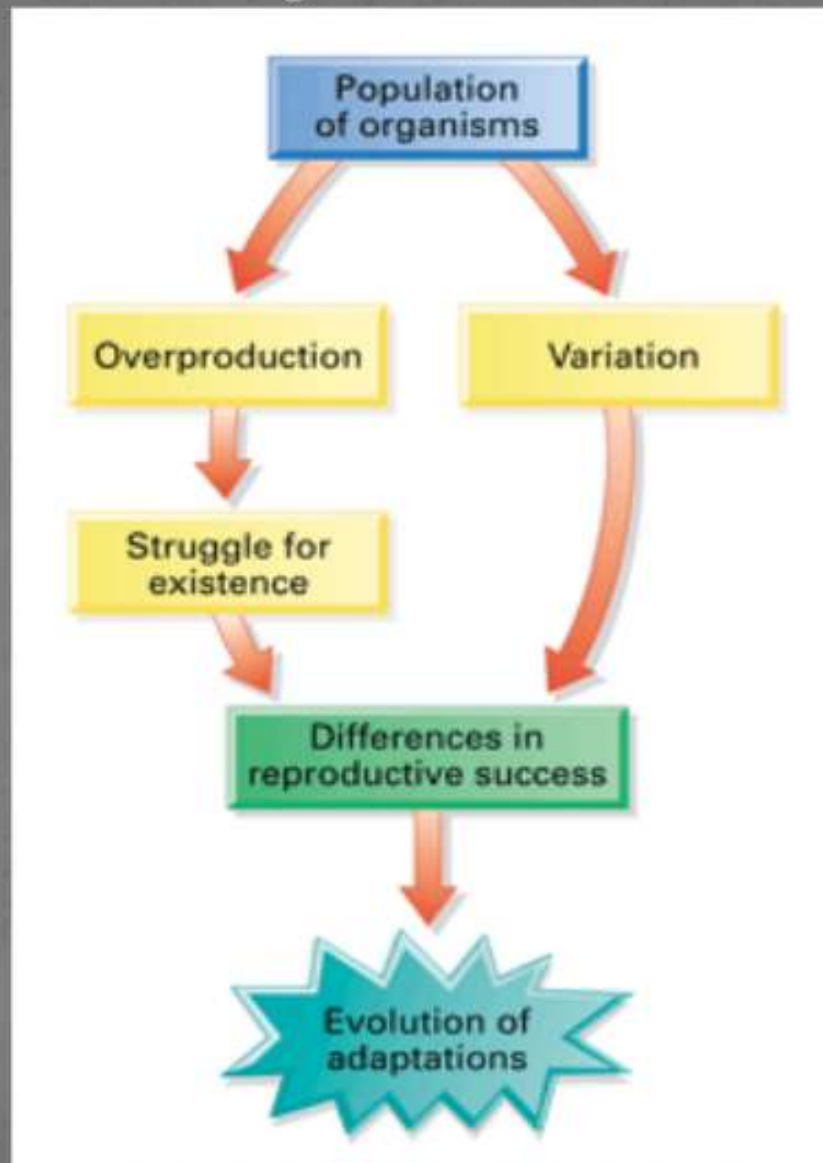 Population
of organisms
Overproduction
Variation
Struggle for
existence
Differences in
reproductive success
Evolution of
adaptations